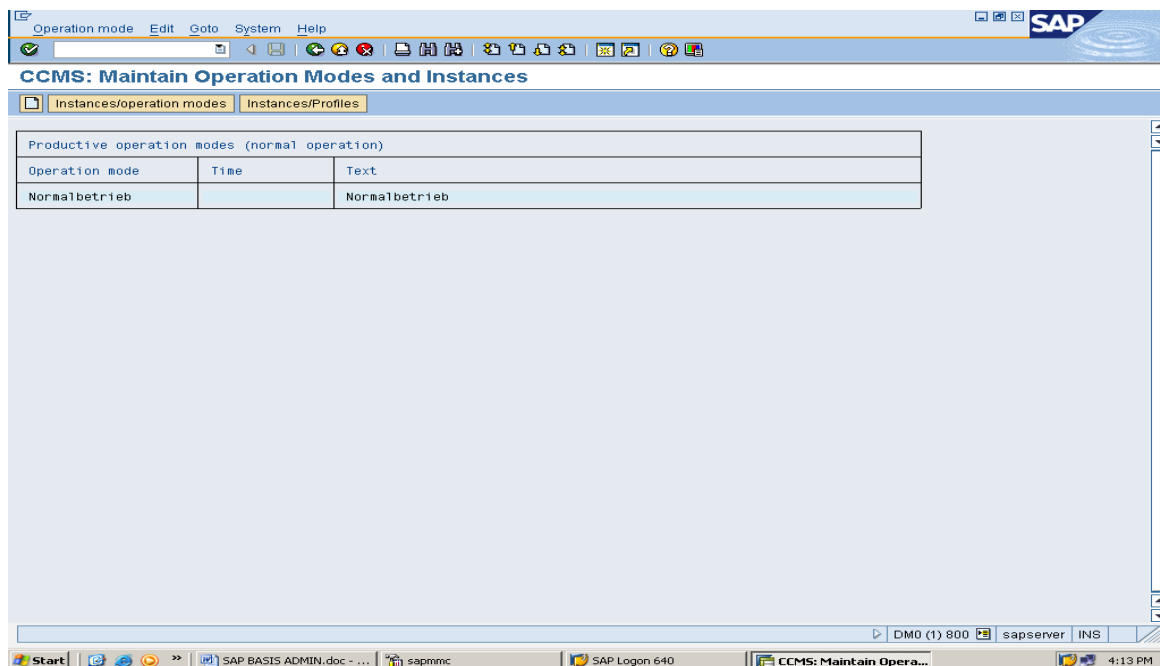 Operation mode Edit Goto System Help
SAP
CCMS: Maintain Operation Modes and Instances
Instances/operation modes Instances/Profiles
Productive operation modes (normal operation)
Operation mode Time Text
Normalbetrieb Normalbetrieb
DM0 (1) 800 sapserver INS
Start » SAP BASIS ADMIN.doc - ... sapmmc SAP Logon 640 CCMS: Maintain Opera... 4:13 PM